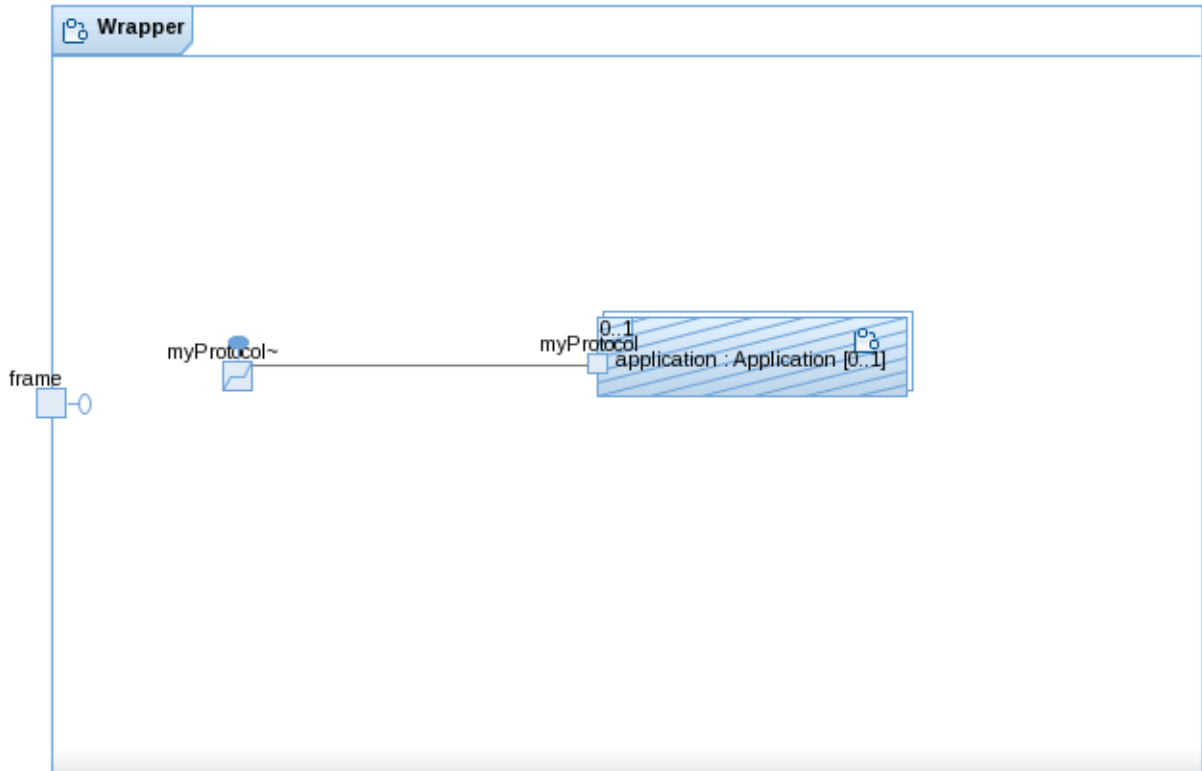 Wrapper
0..1
myProtocol~
myProtocol
application : Application [0..1]
frame